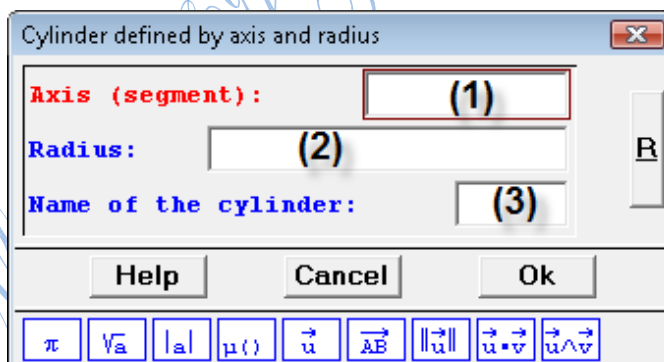 Cylinder defined by axis and radius
Axis (segment): (1)
Radius: (2)
R
Name of the cylinder: (3)
Help Cancel Ok
π √a |a| μ() u⃗ AB⃗ ‖u⃗‖ u⃗▪v⃗ u⃗∧v⃗